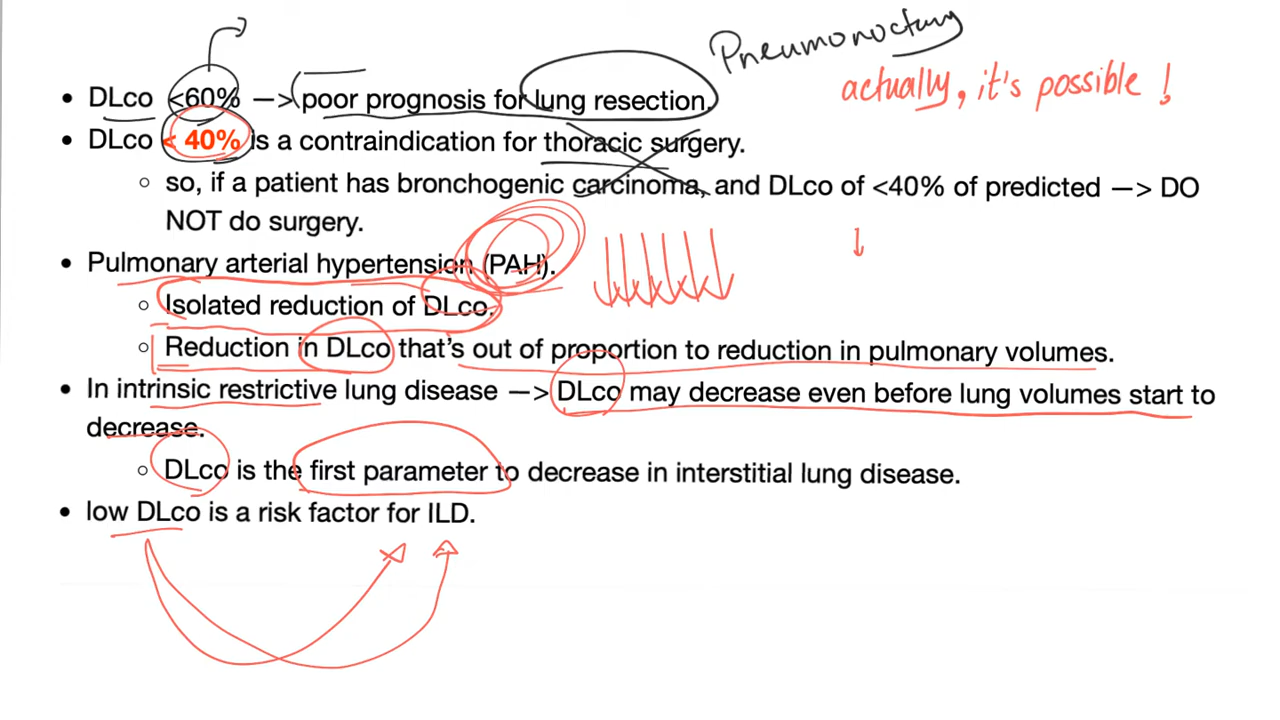 Pneumonoctumy
actually, it's possible !
• DLco <60% —> poor prognosis for lung resection.
• DLco < 40% is a contraindication for thoracic surgery.
○ so, if a patient has bronchogenic carcinoma, and DLco of <40% of predicted —> DO
NOT do surgery.
• Pulmonary arterial hypertension (PAH).
○ Isolated reduction of DLco.
○ Reduction in DLco that's out of proportion to reduction in pulmonary volumes.
• In intrinsic restrictive lung disease —> DLco may decrease even before lung volumes start to
decrease.
○ DLco is the first parameter to decrease in interstitial lung disease.
• low DLco is a risk factor for ILD.